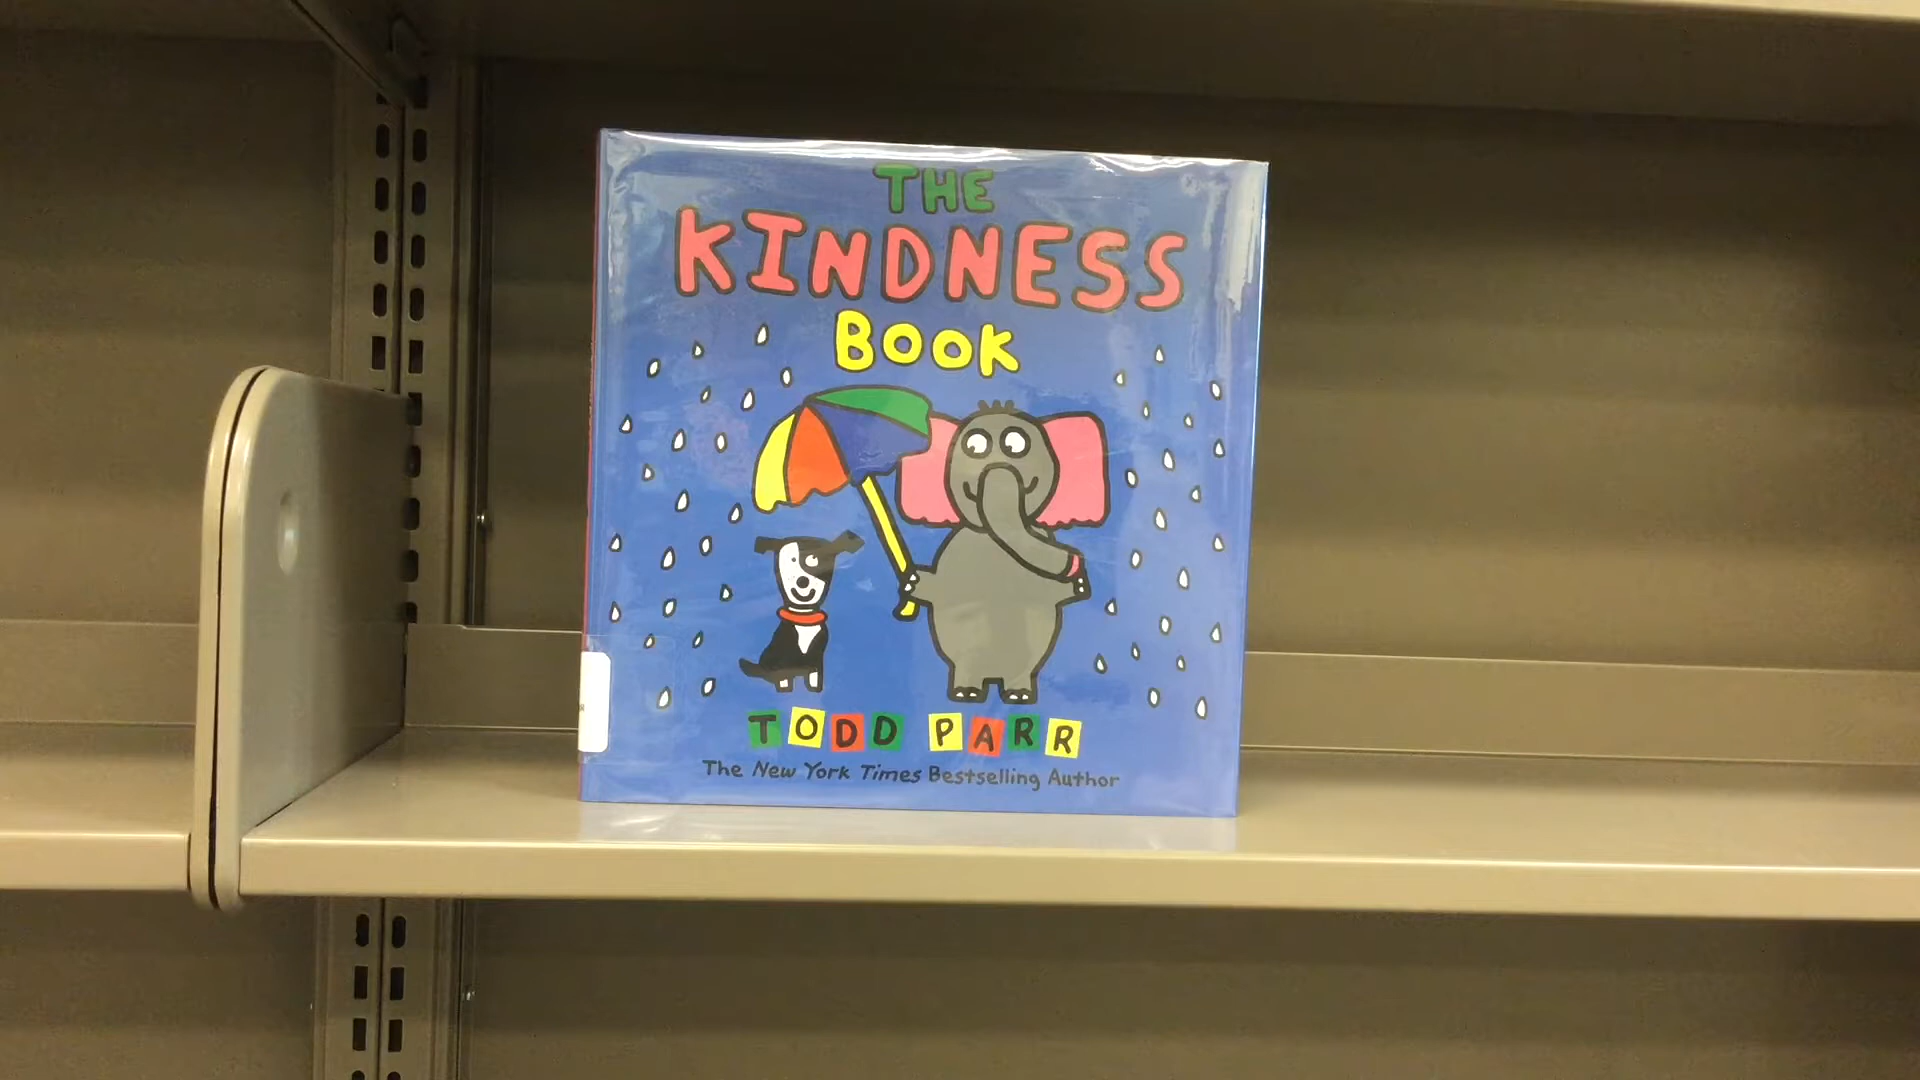 THE
KINDNESS
BOOK
TODD PARR
The New York Times Bestselling Author